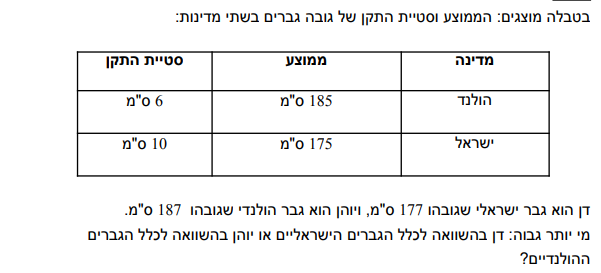 בטבלה מוצגים: הממוצע וסטיית התקן של גובה גברים בשתי מדינות:
מדינה ממוצע סטיית התקן
הולנד 185 ס"מ 6 ס"מ
ישראל 175 ס"מ 10 ס"מ
דן הוא גבר ישראלי שגובהו 177 ס"מ, ויוהן הוא גבר הולנדי שגובהו 187 ס"מ.
מי יותר גבוה: דן בהשוואה לכלל הגברים הישראליים או יוהן בהשוואה לכלל הגברים
ההולנדיים?